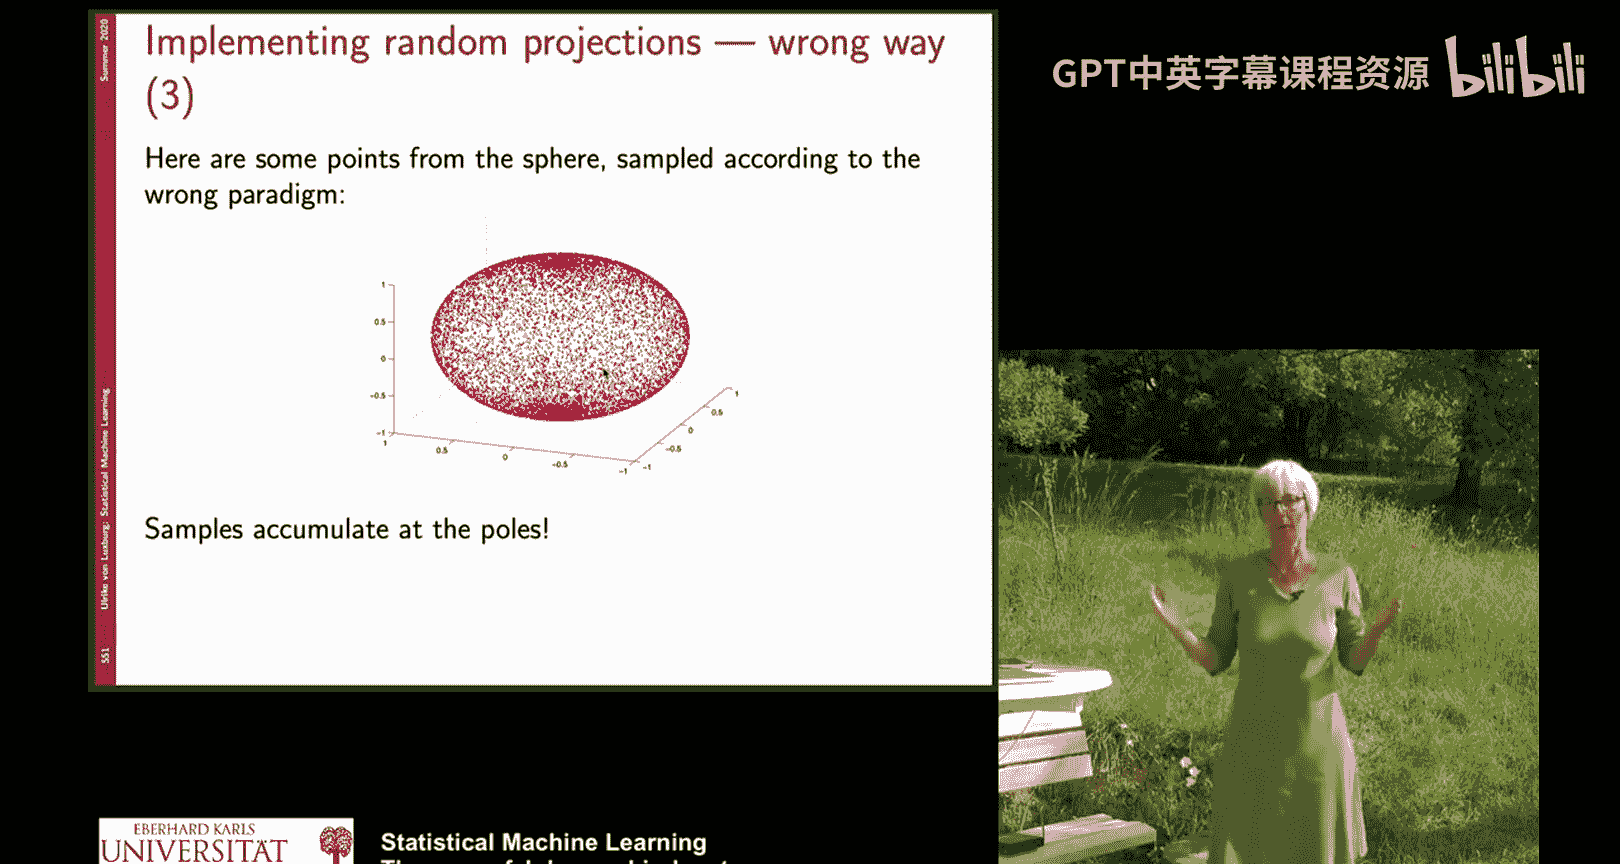 Implementing random projections — wrong way
(3)
Here are some points from the sphere, sampled according to the
wrong paradigm:
1
0.5
0
-0.5
-1
1
0.5
0
-0.5
-1
-1
-0.5
0
0.5
1
Samples accumulate at the poles!
Summer 2020
Ulrike von Luxburg: Statistical Machine Learning
551
GPT中英字幕课程资源
bilibili
EBERHARD KARLS
UNIVERSITÄT
Statistical Machine Learning